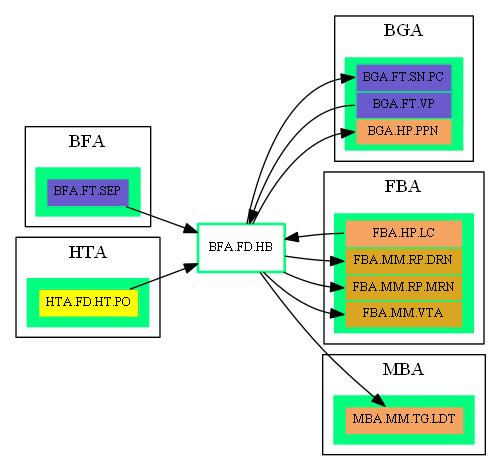 BGA
BGA.FT.SN.PC
BGA.FT.VP
BGA.HP.PPN
BFA
BFA.FT.SEP
FBA
FBA.HP.LC
FBA.MM.RP.DRN
FBA.MM.RP.MRN
FBA.MM.VTA
BFA.FD.HB
HTA
HTA.FD.HT.PO
MBA
MBA.MM.TG.LDT